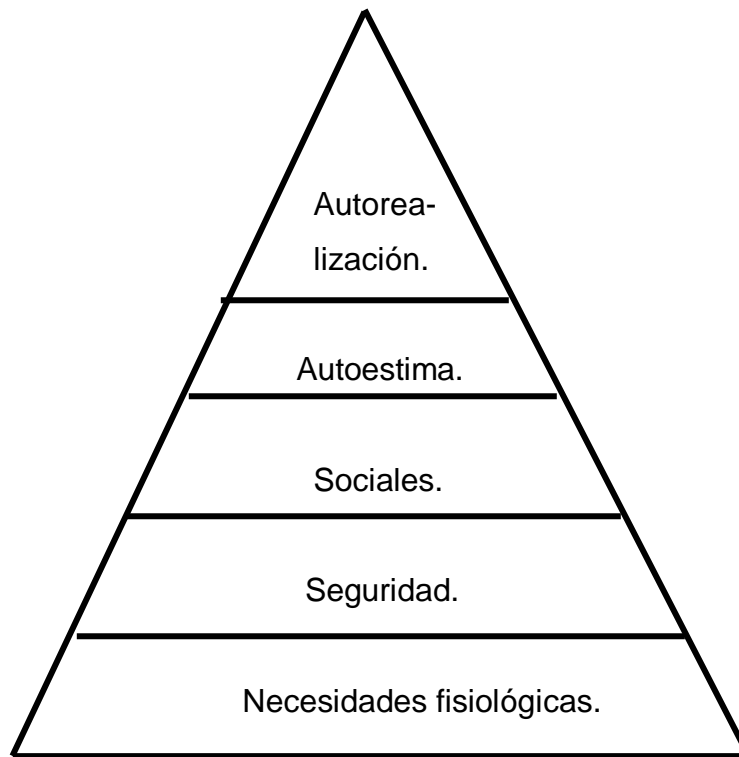 Autorea-
lización.
Autoestima.
Sociales.
Seguridad.
Necesidades fisiológicas.